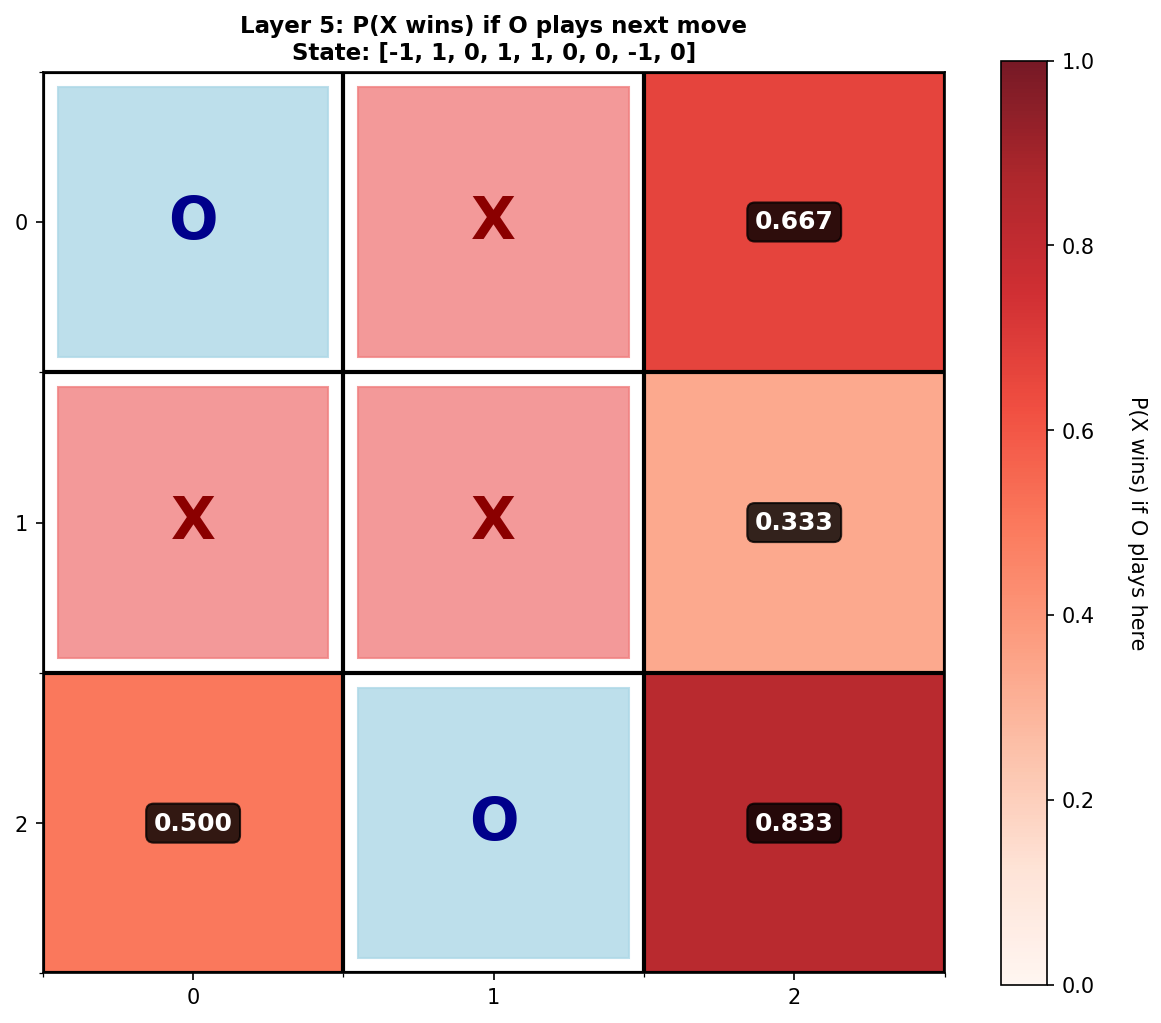 Layer 5: P(X wins) if O plays next move
State: [-1, 1, 0, 1, 1, 0, 0, -1, 0]
0
O
X
0.667
1
X
X
0.333
2
0.500
O
0.833
0
1
2
1.0
0.8
0.6
0.4
0.2
0.0
P(X wins) if O plays here